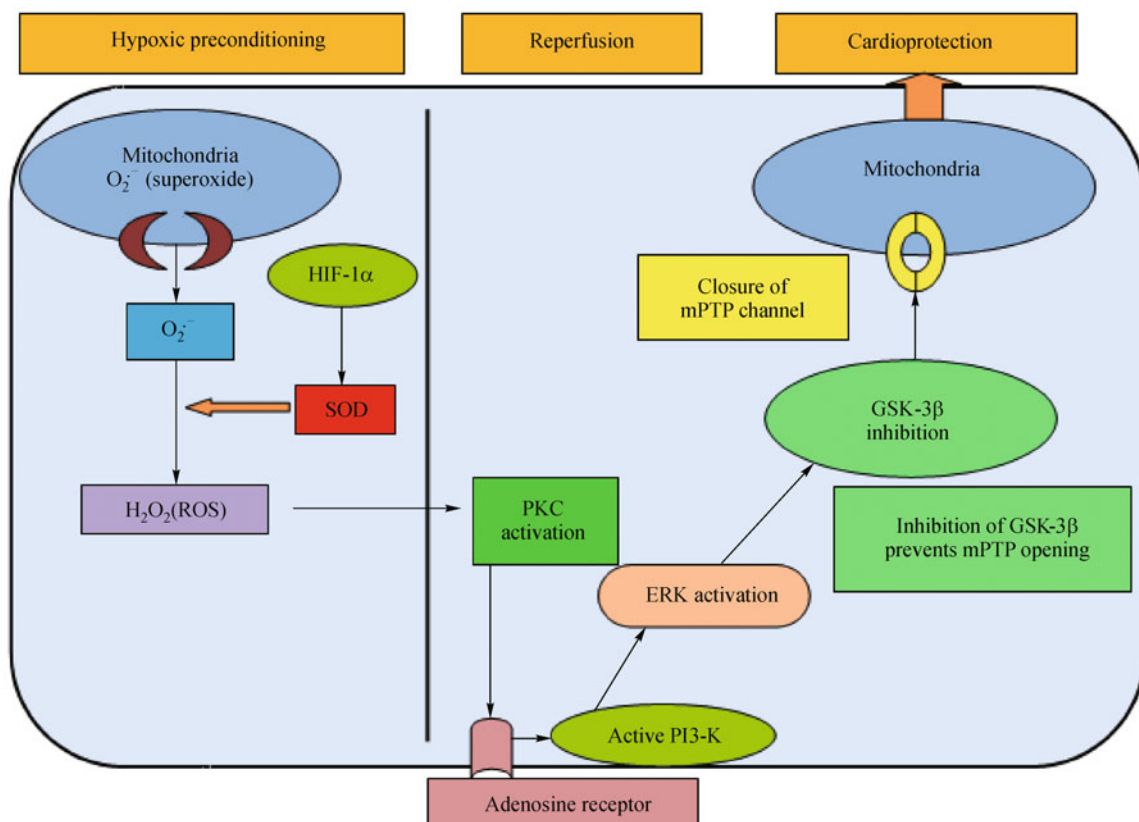 Hypoxic preconditioning
Reperfusion
Cardioprotection
Mitochondria
O₂·⁻ (superoxide)
HIF-1α
O₂·⁻
SOD
H₂O₂(ROS)
Mitochondria
Closure of
mPTP channel
GSK-3β
inhibition
PKC
activation
Inhibition of GSK-3β
prevents mPTP opening
ERK activation
Active PI3-K
Adenosine receptor